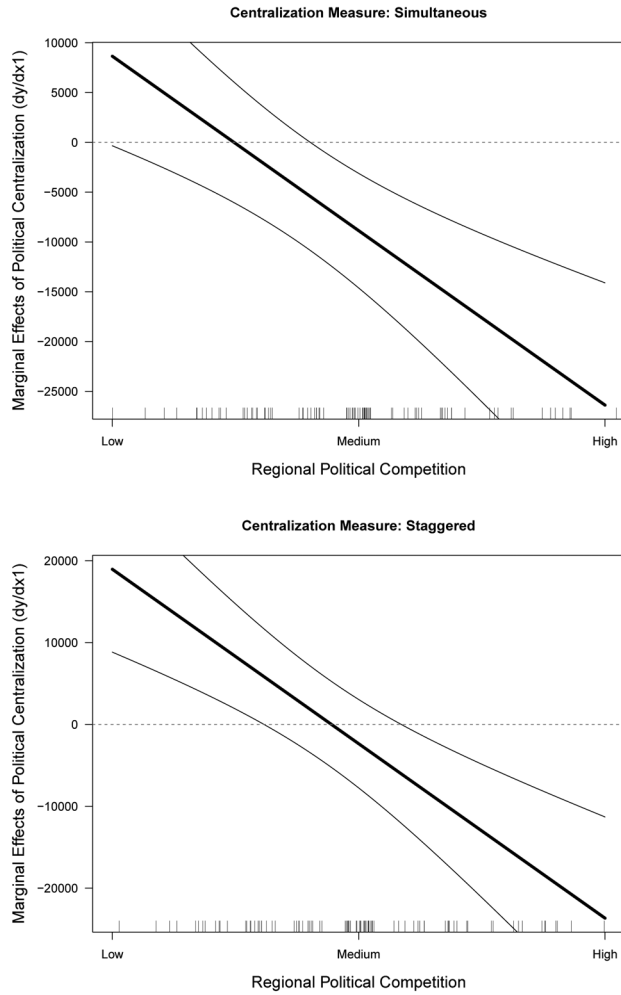 Centralization Measure: Simultaneous
Marginal Effects of Political Centralization (dy/dx1)
10000
5000
0
−5000
−10000
−15000
−20000
−25000
Low
Medium
High
Regional Political Competition
Centralization Measure: Staggered
Marginal Effects of Political Centralization (dy/dx1)
20000
10000
0
−10000
−20000
Low
Medium
High
Regional Political Competition